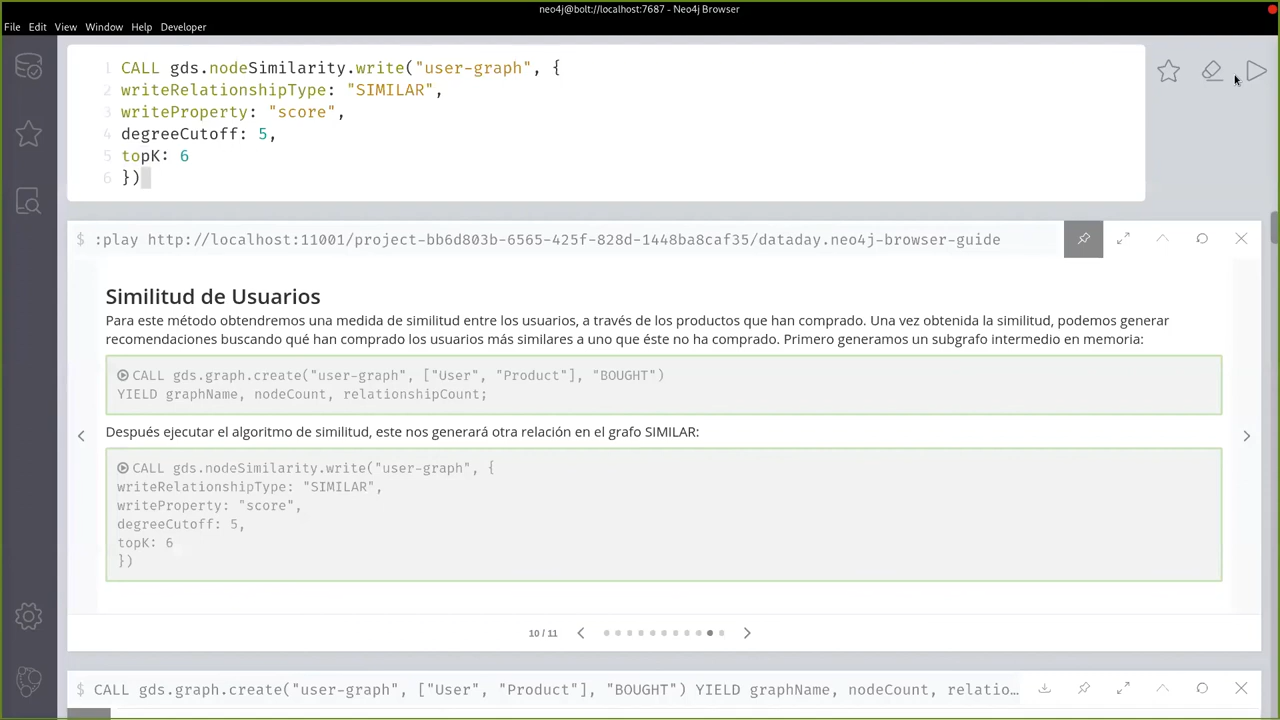 neo4j@bolt://localhost:7687 - Neo4j Browser
File Edit View Window Help Developer
1 CALL gds.nodeSimilarity.write("user-graph", {
2 writeRelationshipType: "SIMILAR",
3 writeProperty: "score",
4 degreeCutoff: 5,
5 topK: 6
6 })
$ :play http://localhost:11001/project-bb6d803b-6565-425f-828d-1448ba8caf35/dataday.neo4j-browser-guide
Similitud de Usuarios
Para este método obtendremos una medida de similitud entre los usuarios, a través de los productos que han comprado. Una vez obtenida la similitud, podemos generar
recomendaciones buscando qué han comprado los usuarios más similares a uno que éste no ha comprado. Primero generamos un subgrafo intermedio en memoria:
CALL gds.graph.create("user-graph", ["User", "Product"], "BOUGHT")
YIELD graphName, nodeCount, relationshipCount;
Después ejecutar el algoritmo de similitud, este nos generará otra relación en el grafo SIMILAR:
CALL gds.nodeSimilarity.write("user-graph", {
writeRelationshipType: "SIMILAR",
writeProperty: "score",
degreeCutoff: 5,
topK: 6
})
10 / 11
$ CALL gds.graph.create("user-graph", ["User", "Product"], "BOUGHT") YIELD graphName, nodeCount, relatio…